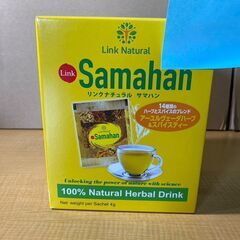 Link Natural
Link
Samahan
リンクナチュラル サマハン
14種類の
ハーブとスパイスのブレンド
アーユルヴェーダハーブ
&スパイスティー
Unlocking the power of nature with science
100% Natural Herbal Drink
Net weight per Sachet 4g